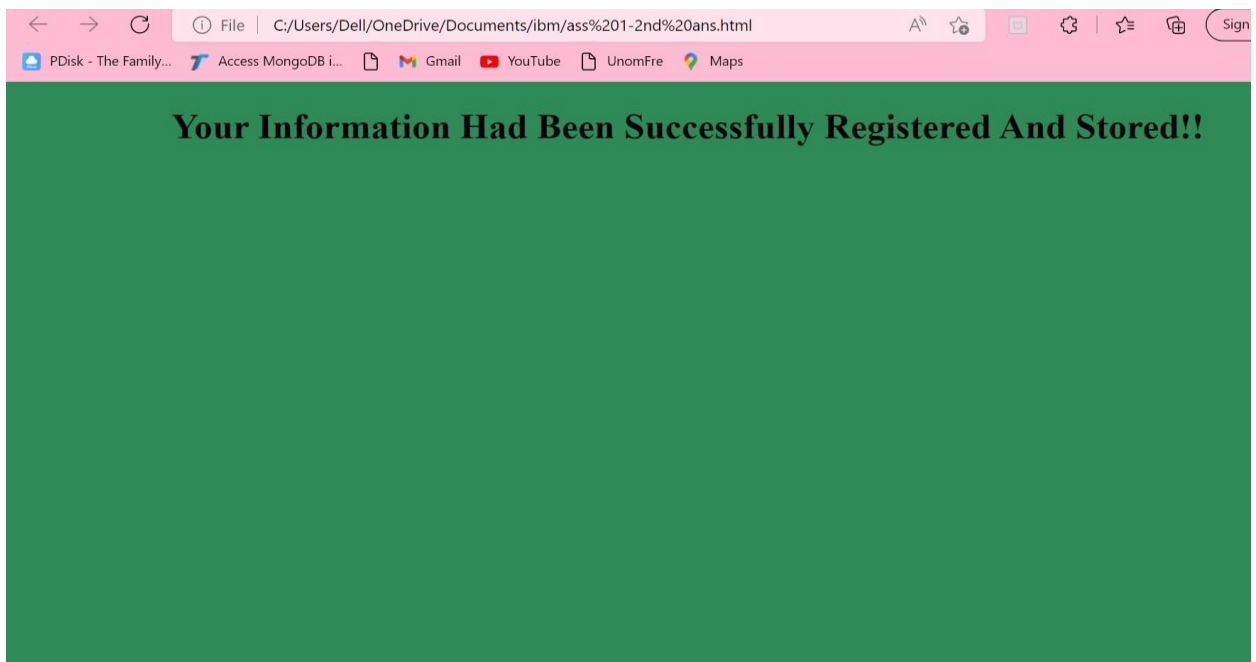 File C:/Users/Dell/OneDrive/Documents/ibm/ass%201-2nd%20ans.html Sign
PDisk - The Family... Access MongoDB i... Gmail YouTube UnomFre Maps
Your Information Had Been Successfully Registered And Stored!!